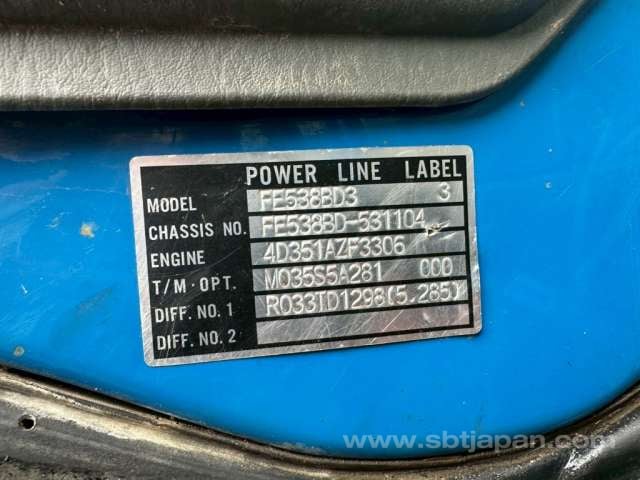 POWER LINE LABEL
MODEL FE538BD3 3
CHASSIS NO. FE538BD-531104
ENGINE 4D351AZF3306
T/M·OPT. M035S5A281 000
DIFF. NO. 1 R033TD1298(5.285)
DIFF. NO. 2
www.sbtjapan.com